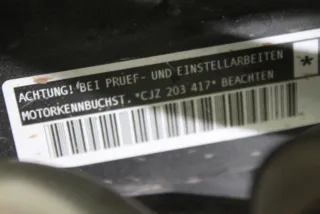 ACHTUNG! BEI PRUEF- UND EINSTELLARBEITEN
MOTORKENNBUCHST. *CJZ 203 417* BEACHTEN
*